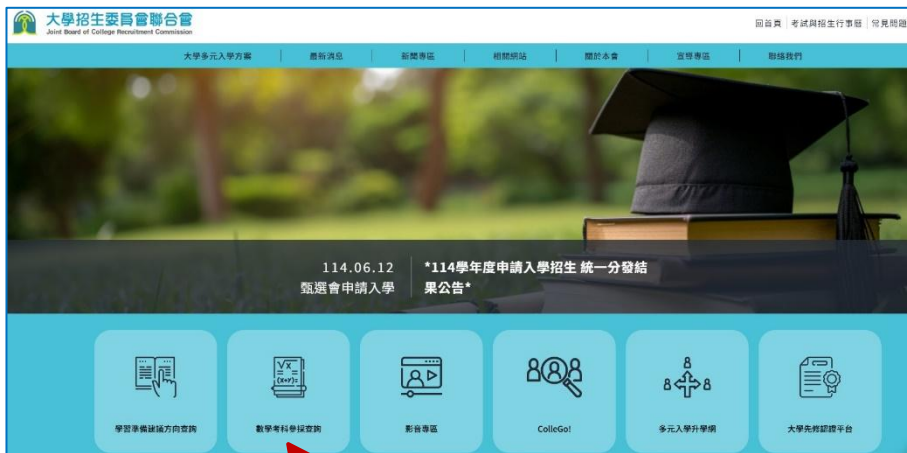 大學招生委員會聯合會
Joint Board of College Recruitment Commission
回首頁 考試與招生行事曆 常見問題
大學多元入學方案 最新消息 新聞專區 相關網站 關於本會 宣導專區 聯絡我們
114.06.12 *114學年度申請入學招生 統一分發結
甄選會申請入學 果公告*
學習準備建議方向查詢 數學考科參採查詢 影音專區 ColleGo! 多元入學升學網 大學先修認證平台